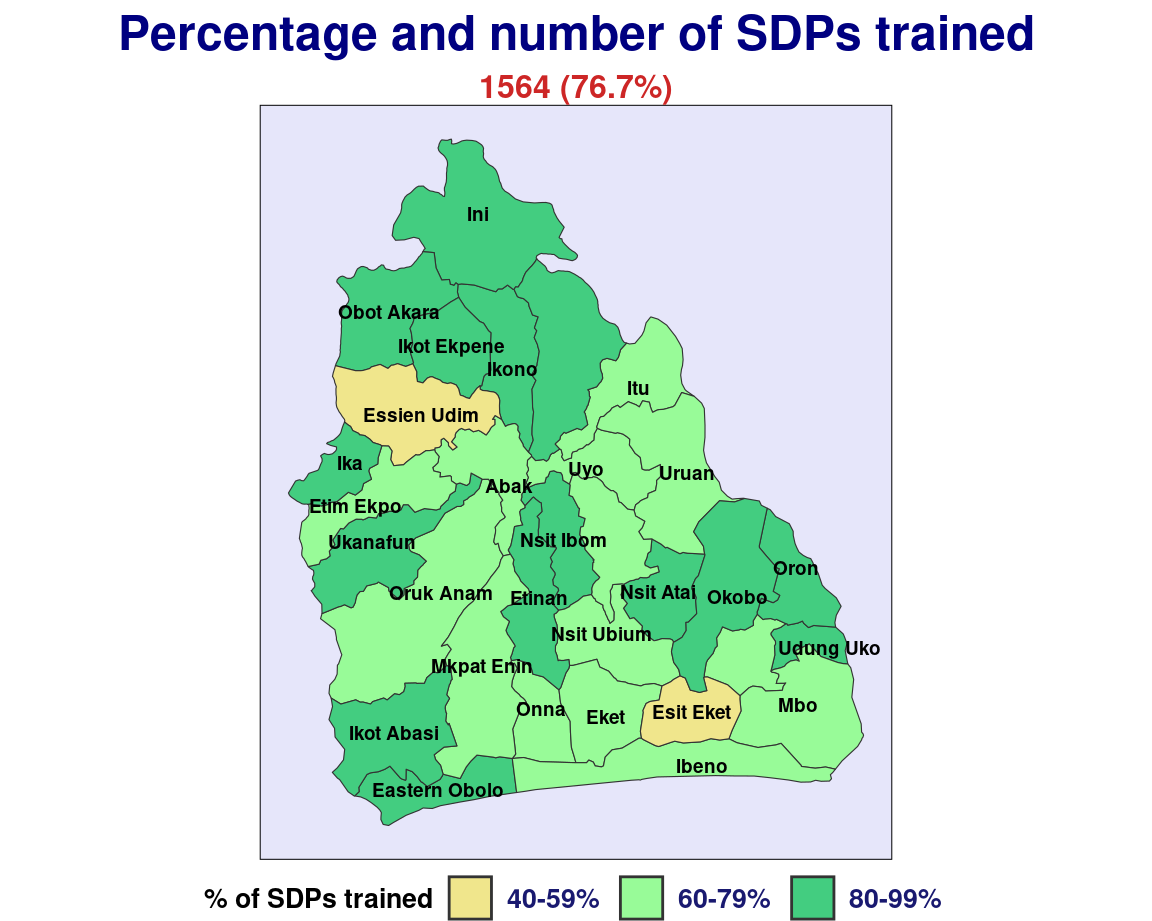 Percentage and number of SDPs trained
1564 (76.7%)
Ini
Obot Akara
Ikot Ekpene
Ikono
Itu
Essien Udim
Ika
Uyo
Uruan
Abak
Etim Ekpo
Ukanafun
Nsit Ibom
Oron
Oruk Anam
Etinan
Nsit Atai
Okobo
Nsit Ubium
Udung Uko
Mkpat Enin
Onna
Eket
Esit Eket
Mbo
Ikot Abasi
Ibeno
Eastern Obolo
% of SDPs trained 40-59% 60-79% 80-99%